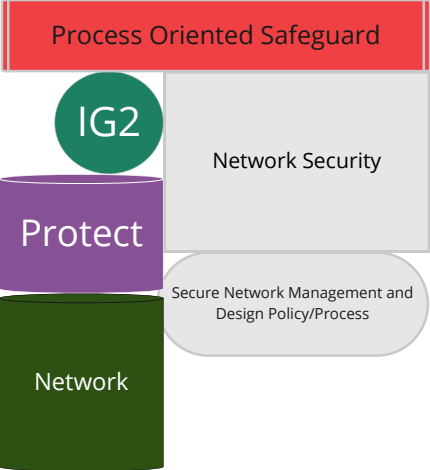 Process Oriented Safeguard
IG2
Network Security
Protect
Secure Network Management and
Design Policy/Process
Network